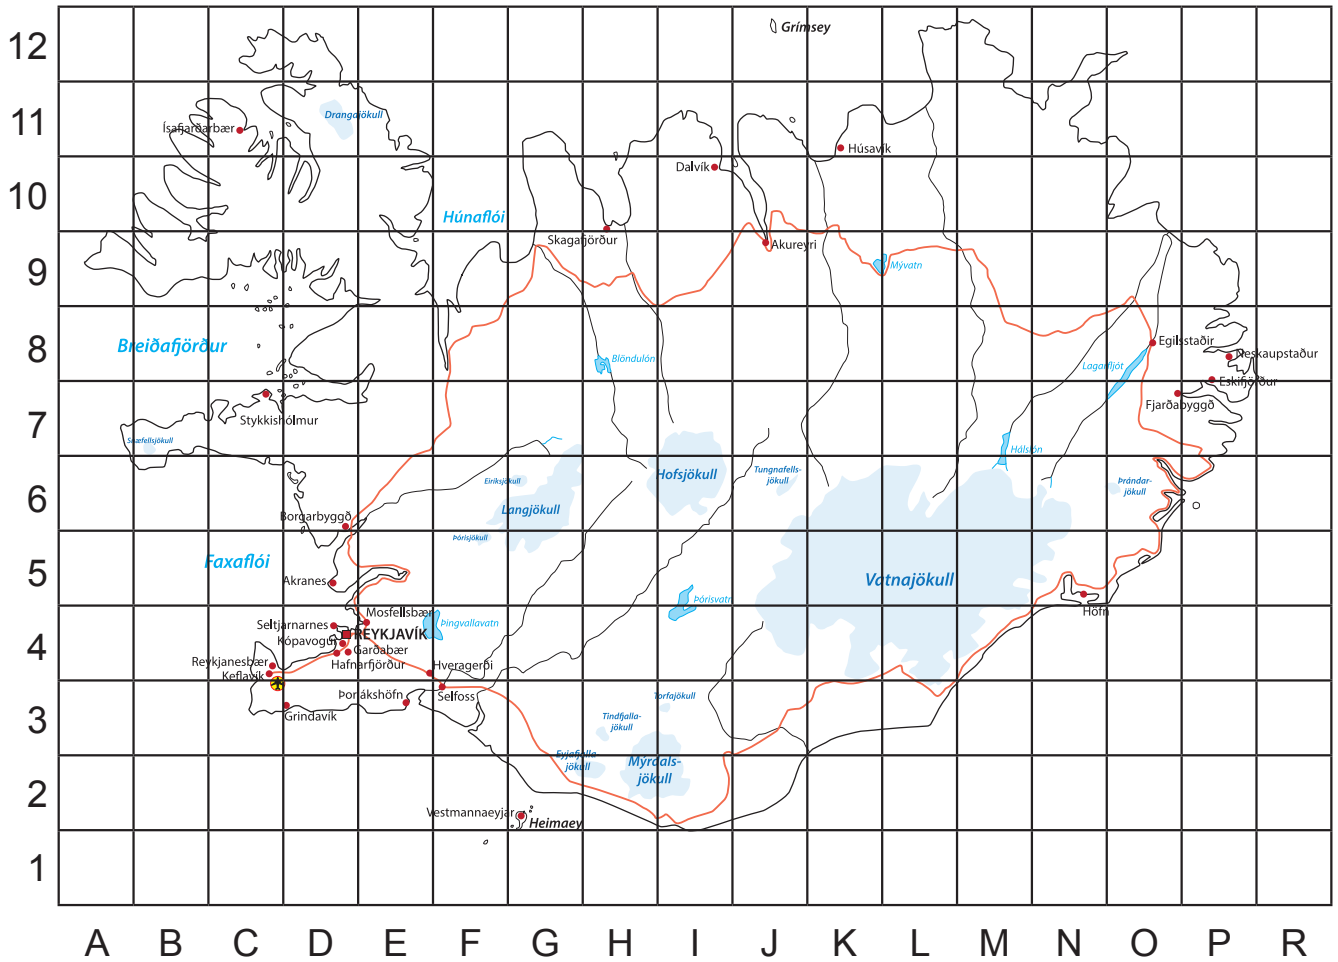 12
Grímsey
11
Drangajökull
Ísafjarðarbær
Húsavík
Dalvík
10
Húnaflói
Skagafjörður
Akureyri
9
Mývatn
8
Breiðafjörður
Blöndulón
Lagarfljót
Egilsstaðir
Neskaupstaður
Eskifjörður
Fjarðabyggð
7
Stykkishólmur
Snæfellsjökull
Hálslón
6
Eiríksjökull
Langjökull
Hofsjökull
Tungnafells-
jökull
Þrándar-
jökull
Borgarbyggð
Þórisjökull
5
Faxaflói
Akranes
Vatnajökull
Þórisvatn
Höfn
4
Mosfellsbær
Seltjarnarnes
REYKJAVÍK
Þingvallavatn
Kópavogur
Garðabær
Reykjanesbær
Hafnarfjörður
Hveragerði
Keflavík
3
Þorlákshöfn
Selfoss
Grindavík
Torfajökull
Tindfjalla-
jökull
2
Eyjafjalla-
jökull
Mýrdals-
jökull
Vestmannaeyjar
Heimaey
1
A B C D E F G H I J K L M N O P R